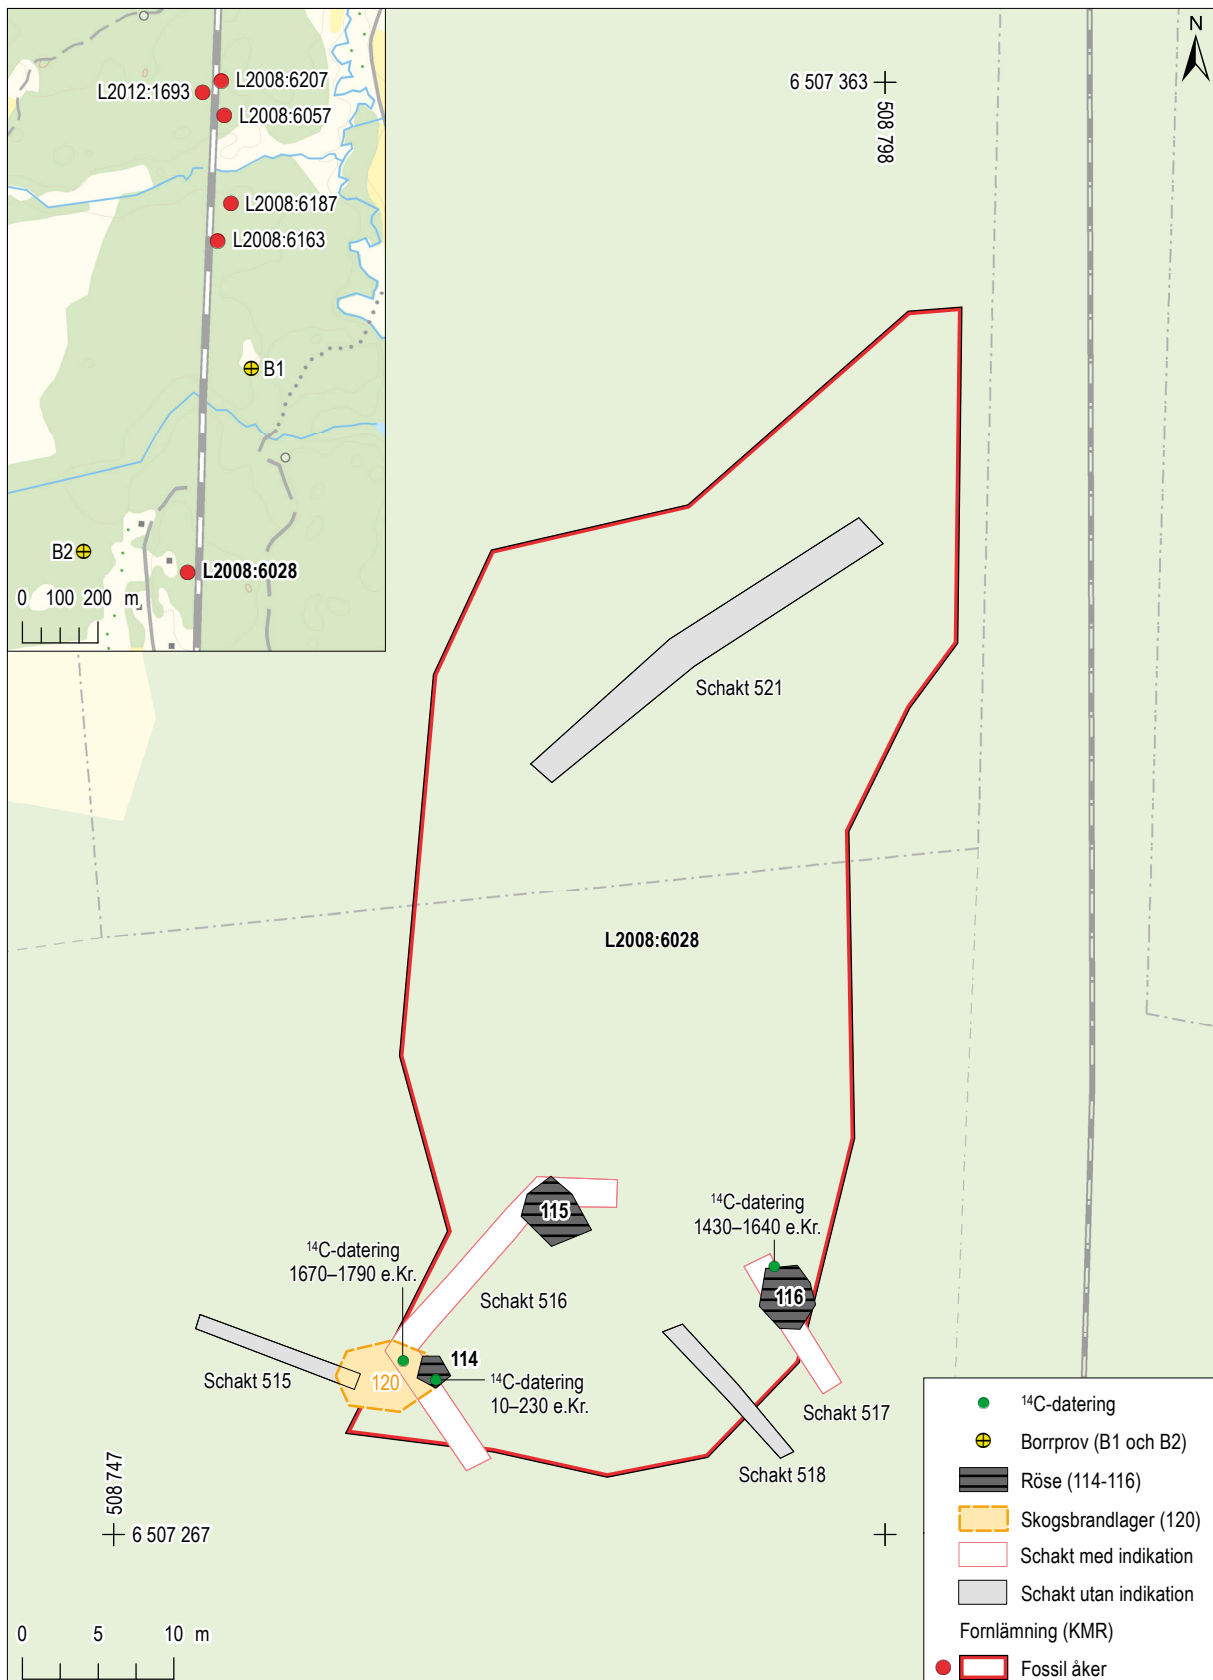 N
L2008:6207
L2012:1693
L2008:6057
L2008:6187
L2008:6163
B1
B2
L2008:6028
0 100 200 m
6 507 363
508 798
Schakt 521
L2008:6028
115
14C-datering
1430–1640 e.Kr.
14C-datering
1670–1790 e.Kr.
116
Schakt 516
114
Schakt 515
120
14C-datering
10–230 e.Kr.
Schakt 517
Schakt 518
508 747
6 507 267
0 5 10 m
14C-datering
Borrprov (B1 och B2)
Röse (114-116)
Skogsbrandlager (120)
Schakt med indikation
Schakt utan indikation
Fornlämning (KMR)
Fossil åker